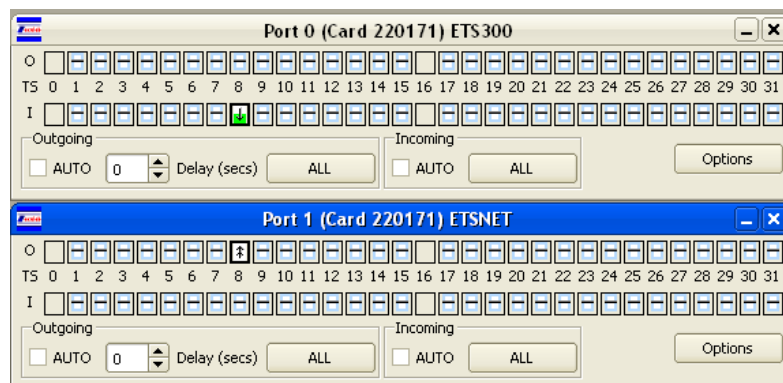 Port 0 (Card 220171) ETS300
O
TS 0 1 2 3 4 5 6 7 8 9 10 11 12 13 14 15 16 17 18 19 20 21 22 23 24 25 26 27 28 29 30 31
I
Outgoing Incoming
AUTO 0 Delay (secs) ALL AUTO ALL Options
Port 1 (Card 220171) ETSNET
O
TS 0 1 2 3 4 5 6 7 8 9 10 11 12 13 14 15 16 17 18 19 20 21 22 23 24 25 26 27 28 29 30 31
I
Outgoing Incoming
AUTO 0 Delay (secs) ALL AUTO ALL Options